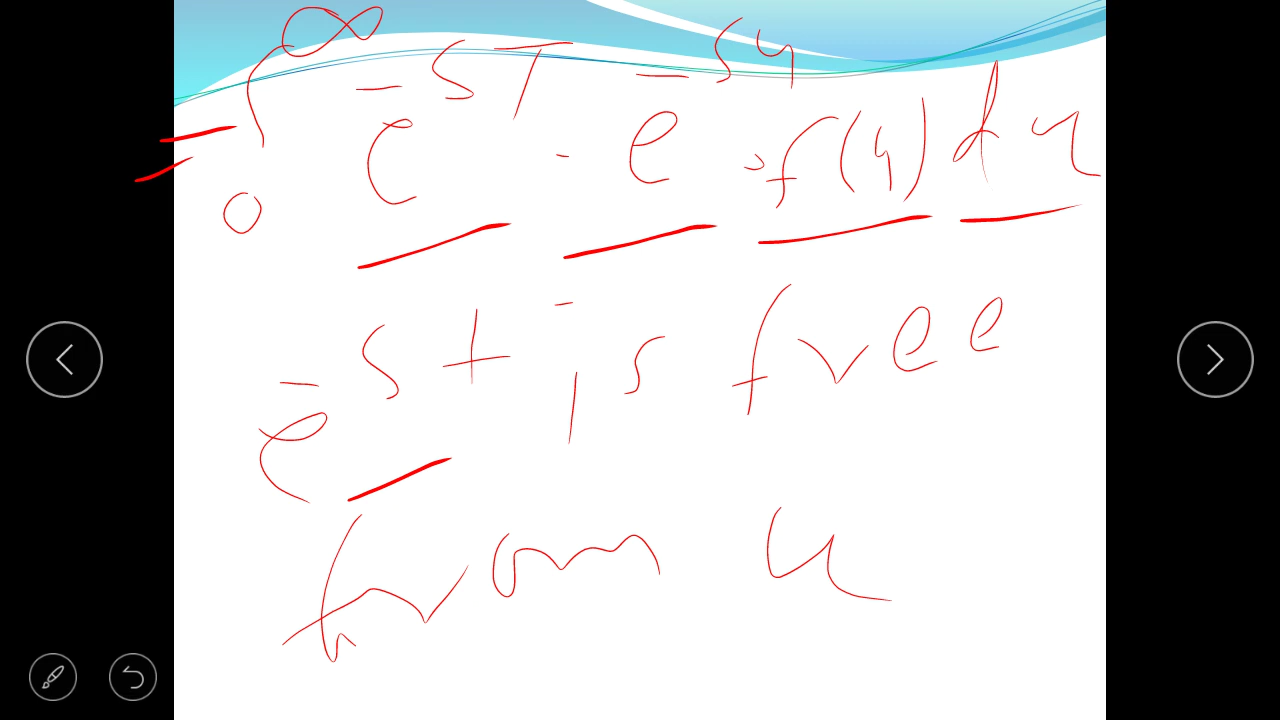 = ∫₀^∞ e^{-sT} · e^{-su} · f(u) du
e^{-st} is free
from u